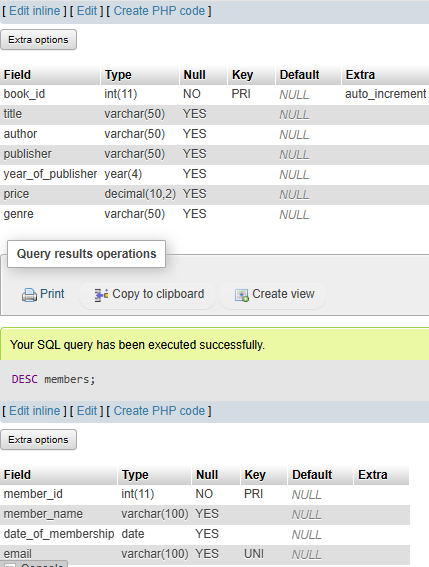 [ Edit inline ] [ Edit ] [ Create PHP code ]
Extra options
Field Type Null Key Default Extra
book_id int(11) NO PRI NULL auto_increment
title varchar(50) YES NULL
author varchar(50) YES NULL
publisher varchar(50) YES NULL
year_of_publisher year(4) YES NULL
price decimal(10,2) YES NULL
genre varchar(50) YES NULL
Query results operations
Print Copy to clipboard Create view
Your SQL query has been executed successfully.
DESC members;
[ Edit inline ] [ Edit ] [ Create PHP code ]
Extra options
Field Type Null Key Default Extra
member_id int(11) NO PRI NULL
member_name varchar(100) YES NULL
date_of_membership date YES NULL
email varchar(100) YES UNI NULL
Console